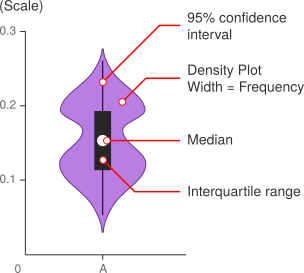 (Scale)
95% confidence
interval
0.3
Density Plot
Width = Frequency
0.2
Median
0.1
Interquartile range
0
A